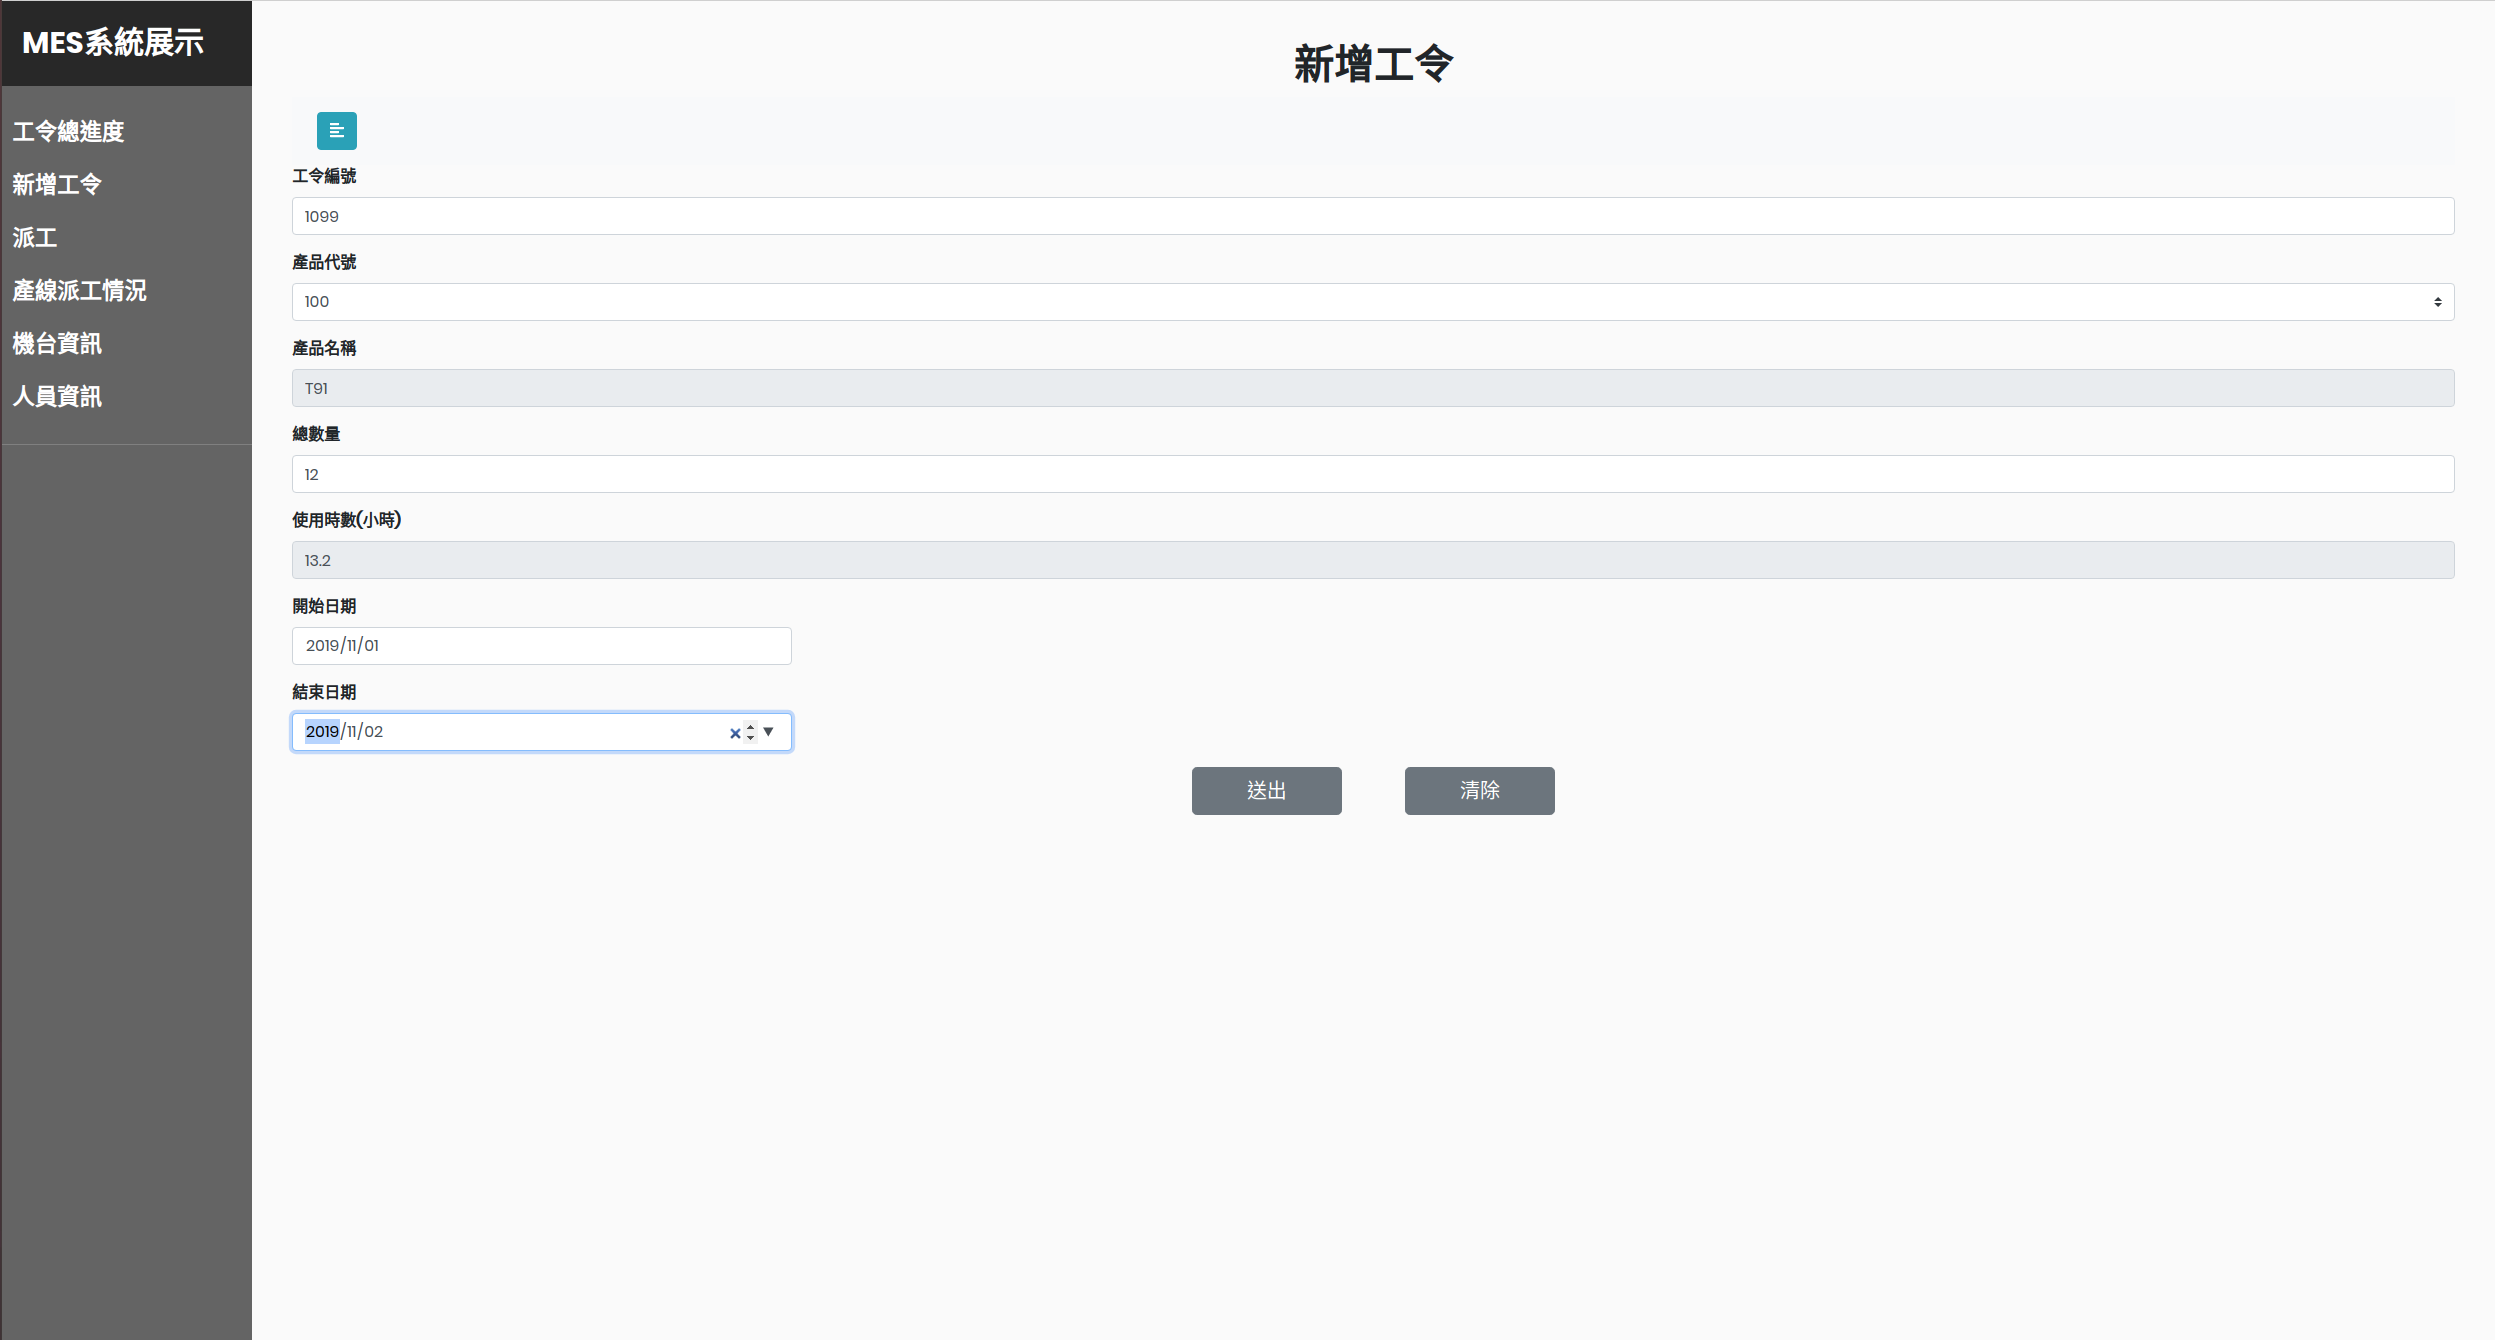 MES系統展示
工令總進度
新增工令
派工
產線派工情況
機台資訊
人員資訊
新增工令
工令編號
1099
產品代號
100
產品名稱
T91
總數量
12
使用時數(小時)
13.2
開始日期
2019/11/01
結束日期
2019/11/02
送出 清除